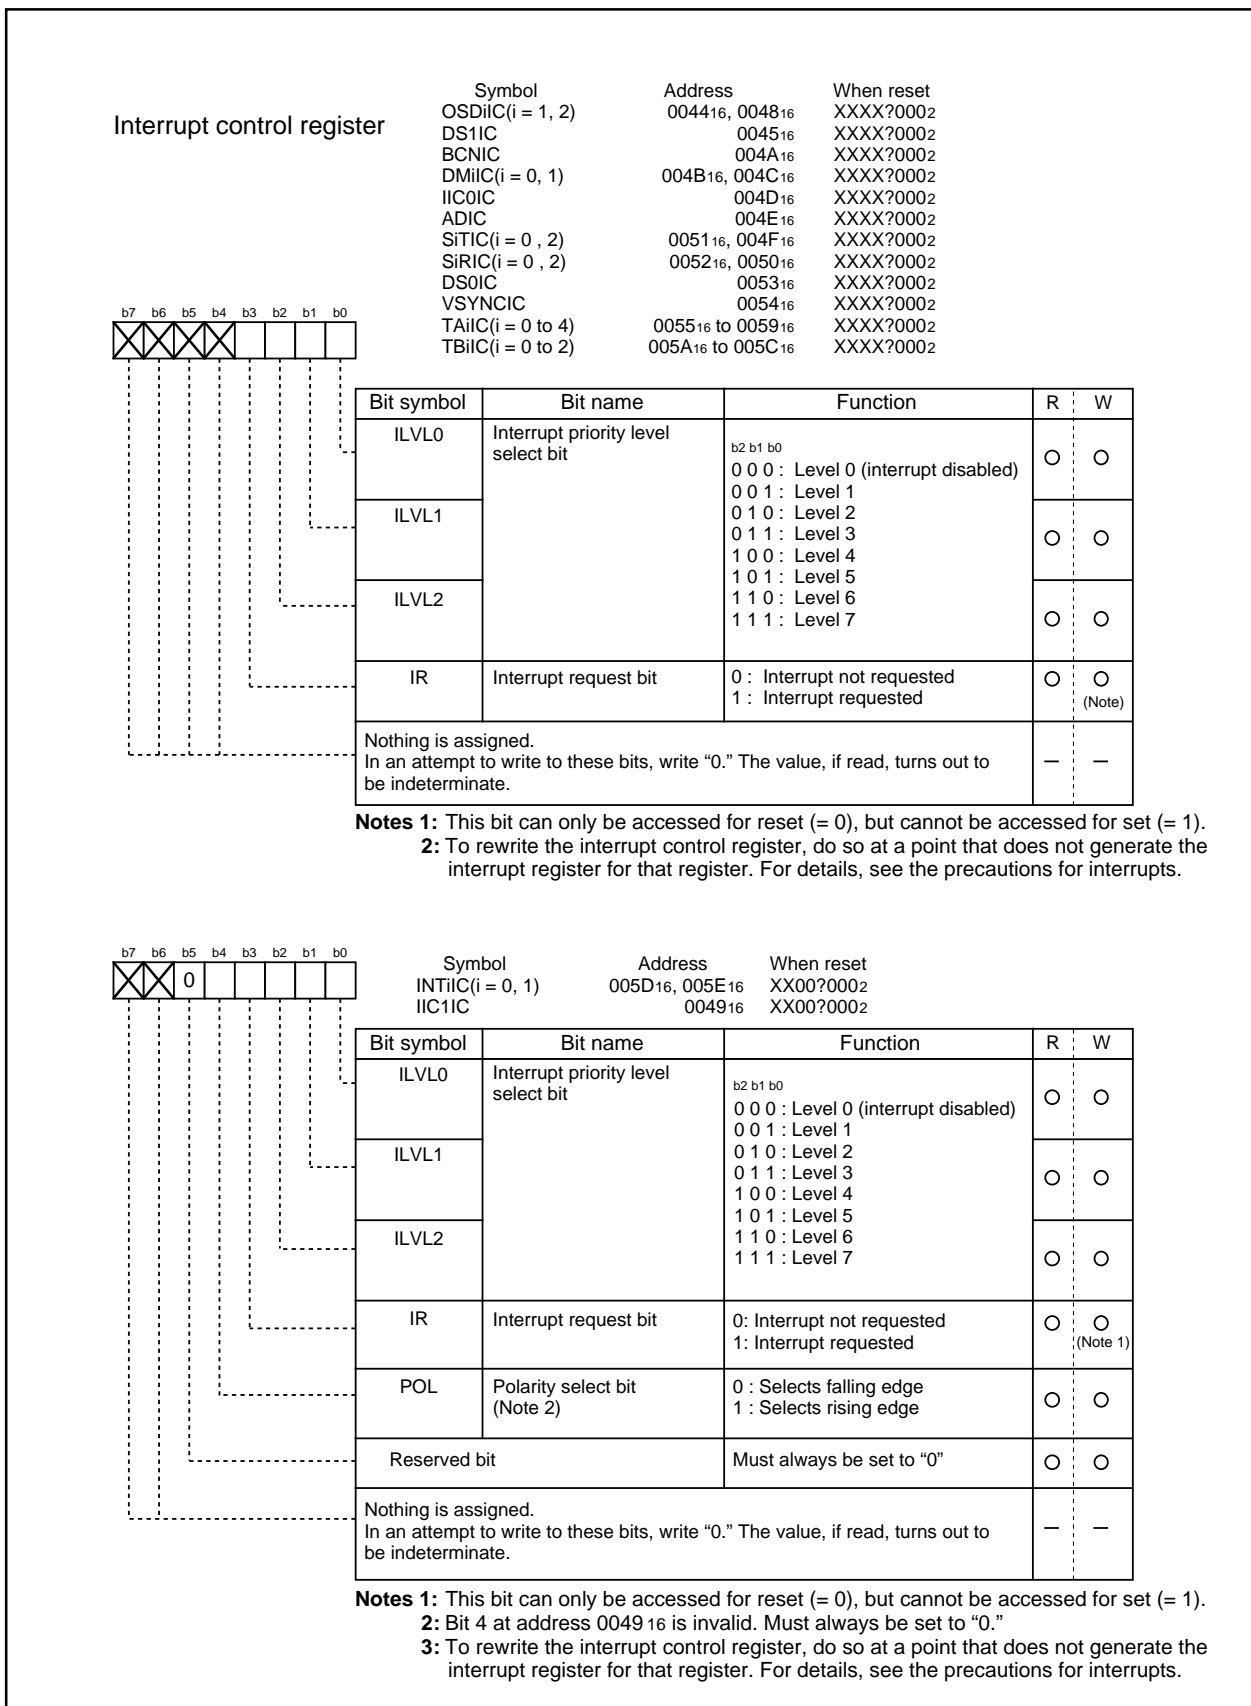 Interrupt control register
Symbol Address When reset
OSDiIC(i = 1, 2) 004416, 004816 XXXX?0002
DS1IC 004516 XXXX?0002
BCNIC 004A16 XXXX?0002
DMiIC(i = 0, 1) 004B16, 004C16 XXXX?0002
IIC0IC 004D16 XXXX?0002
ADIC 004E16 XXXX?0002
SiTIC(i = 0 , 2) 005116, 004F16 XXXX?0002
SiRIC(i = 0 , 2) 005216, 005016 XXXX?0002
DS0IC 005316 XXXX?0002
VSYNCIC 005416 XXXX?0002
TAiIC(i = 0 to 4) 005516 to 005916 XXXX?0002
TBiIC(i = 0 to 2) 005A16 to 005C16 XXXX?0002
b7 b6 b5 b4 b3 b2 b1 b0
Bit symbol Bit name Function R W
ILVL0 Interrupt priority level
select bit
b2 b1 b0
0 0 0 : Level 0 (interrupt disabled)
0 0 1 : Level 1
ILVL1 0 1 0 : Level 2
0 1 1 : Level 3
1 0 0 : Level 4
1 0 1 : Level 5
ILVL2 1 1 0 : Level 6
1 1 1 : Level 7
IR Interrupt request bit 0 : Interrupt not requested
1 : Interrupt requested (Note)
Nothing is assigned.
In an attempt to write to these bits, write “0.” The value, if read, turns out to
be indeterminate. – –
Notes 1: This bit can only be accessed for reset (= 0), but cannot be accessed for set (= 1).
2: To rewrite the interrupt control register, do so at a point that does not generate the
interrupt register for that register. For details, see the precautions for interrupts.
b7 b6 b5 b4 b3 b2 b1 b0
0
Symbol Address When reset
INTiIC(i = 0, 1) 005D16, 005E16 XX00?0002
IIC1IC 004916 XX00?0002
Bit symbol Bit name Function R W
ILVL0 Interrupt priority level
select bit
b2 b1 b0
0 0 0 : Level 0 (interrupt disabled)
0 0 1 : Level 1
ILVL1 0 1 0 : Level 2
0 1 1 : Level 3
1 0 0 : Level 4
1 0 1 : Level 5
ILVL2 1 1 0 : Level 6
1 1 1 : Level 7
IR Interrupt request bit 0: Interrupt not requested
1: Interrupt requested (Note 1)
POL Polarity select bit 0 : Selects falling edge
(Note 2) 1 : Selects rising edge
Reserved bit Must always be set to “0”
Nothing is assigned.
In an attempt to write to these bits, write “0.” The value, if read, turns out to
be indeterminate. – –
Notes 1: This bit can only be accessed for reset (= 0), but cannot be accessed for set (= 1).
2: Bit 4 at address 004916 is invalid. Must always be set to “0.”
3: To rewrite the interrupt control register, do so at a point that does not generate the
interrupt register for that register. For details, see the precautions for interrupts.